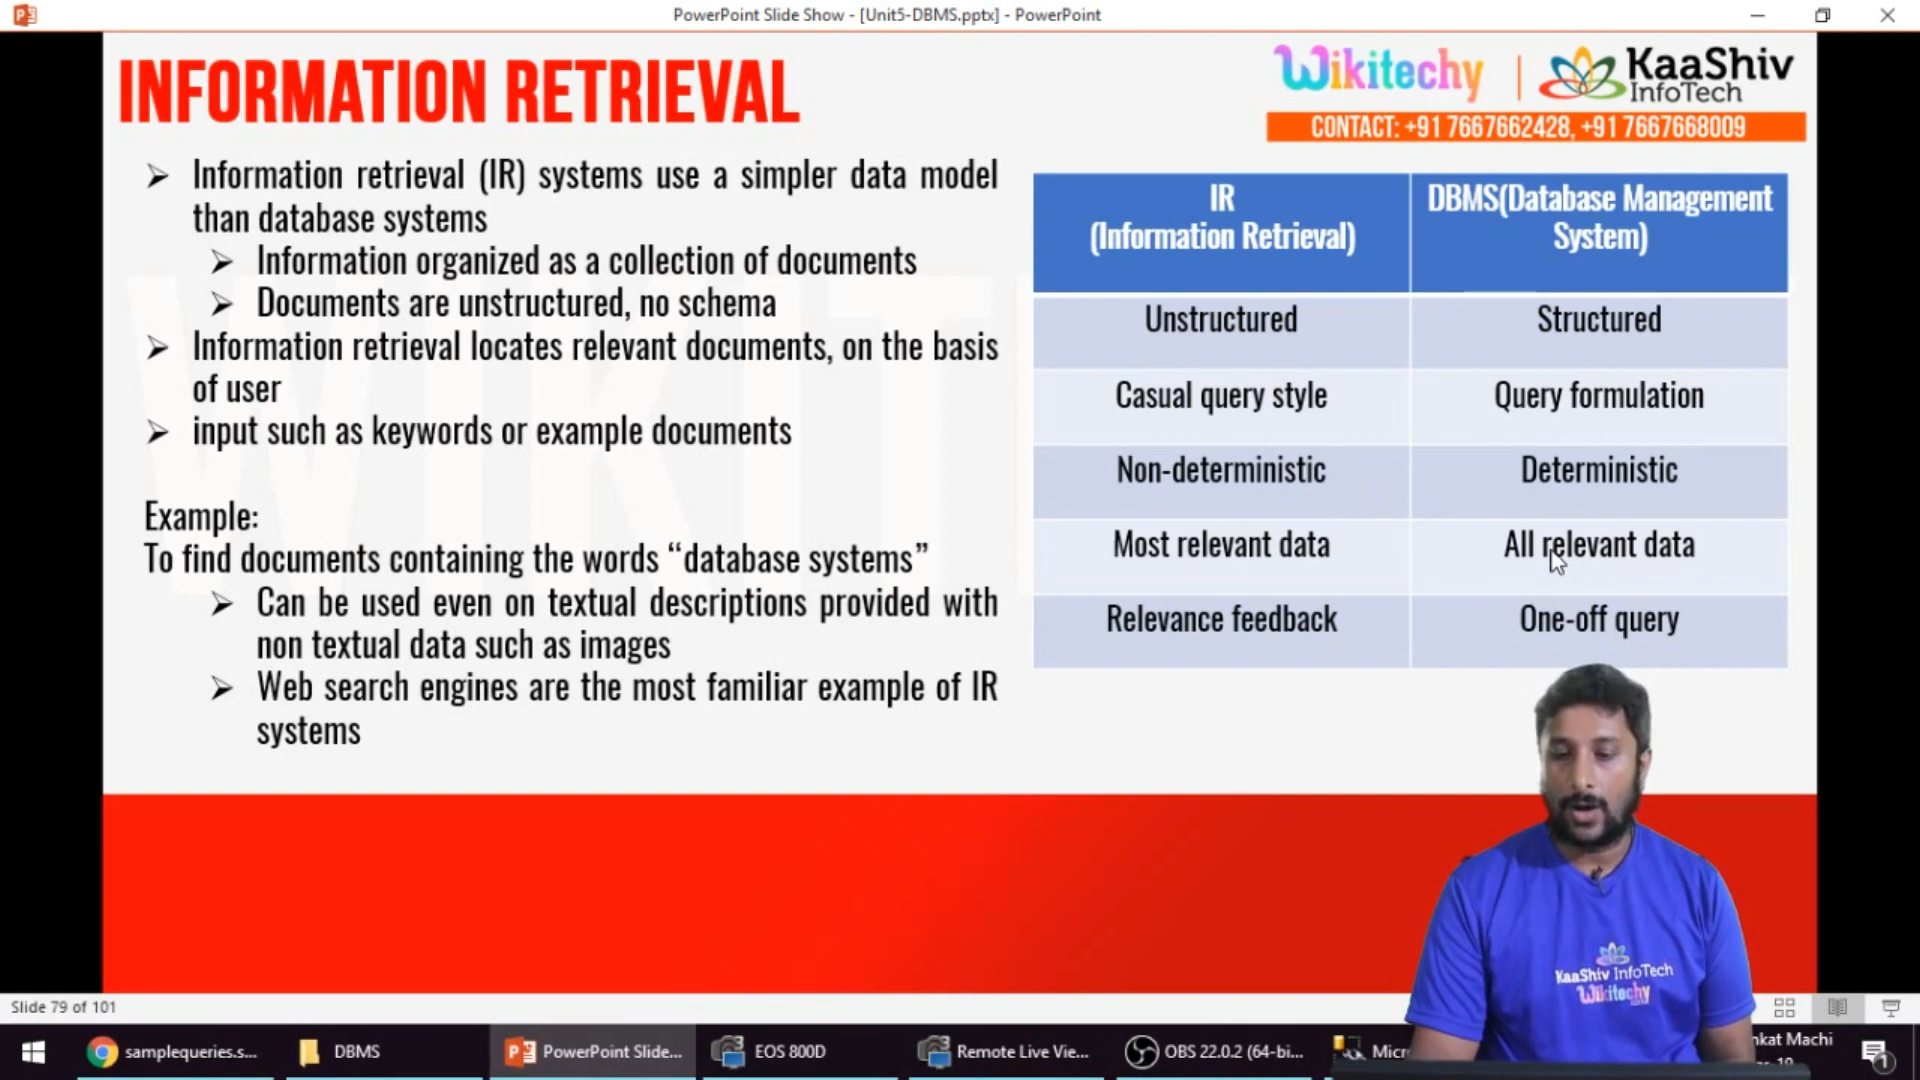 PowerPoint Slide Show - [Unit5-DBMS.pptx] - PowerPoint
INFORMATION RETRIEVAL
Wikitechy
KaaShiv
InfoTech
CONTACT: +91 7667662428, +91 7667668009
Information retrieval (IR) systems use a simpler data model
than database systems
Information organized as a collection of documents
Documents are unstructured, no schema
Information retrieval locates relevant documents, on the basis
of user
input such as keywords or example documents
Example:
To find documents containing the words “database systems”
Can be used even on textual descriptions provided with
non textual data such as images
Web search engines are the most familiar example of IR
systems
IR
(Information Retrieval)
DBMS(Database Management
System)
Unstructured
Structured
Casual query style
Query formulation
Non-deterministic
Deterministic
Most relevant data
All relevant data
Relevance feedback
One-off query
KaaShiv InfoTech
Wikitechy
Slide 79 of 101
samplequeries.s...
DBMS
PowerPoint Slide...
EOS 800D
Remote Live Vie...
OBS 22.0.2 (64-bi...
Machi
1